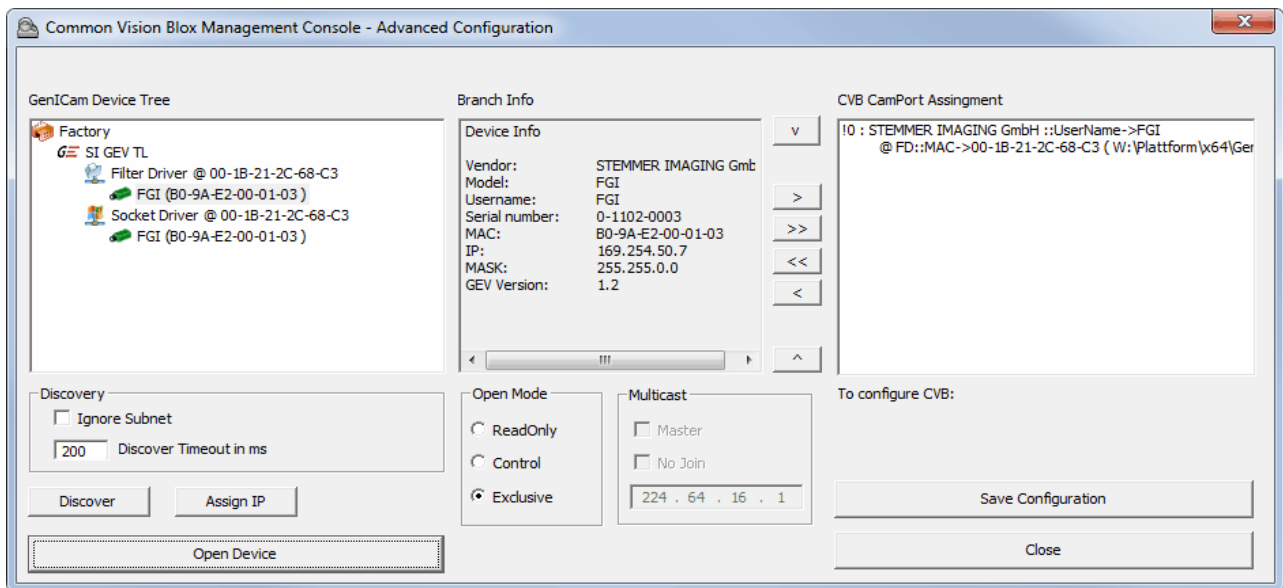 Common Vision Blox Management Console - Advanced Configuration
GenICam Device Tree
Factory
GE SI GEV TL
Filter Driver @ 00-1B-21-2C-68-C3
FGI (B0-9A-E2-00-01-03 )
Socket Driver @ 00-1B-21-2C-68-C3
FGI (B0-9A-E2-00-01-03 )
Branch Info
Device Info
Vendor: STEMMER IMAGING Gmb
Model: FGI
Username: FGI
Serial number: 0-1102-0003
MAC: B0-9A-E2-00-01-03
IP: 169.254.50.7
MASK: 255.255.0.0
GEV Version: 1.2
v
>
>>
<<
<
^
CVB CamPort Assingment
!0 : STEMMER IMAGING GmbH ::UserName->FGI
@ FD::MAC->00-1B-21-2C-68-C3 ( W:\Plattform\x64\Ger
Discovery
Ignore Subnet
200 Discover Timeout in ms
Discover
Assign IP
Open Device
Open Mode
ReadOnly
Control
Exclusive
Multicast
Master
No Join
224 . 64 . 16 . 1
To configure CVB:
Save Configuration
Close